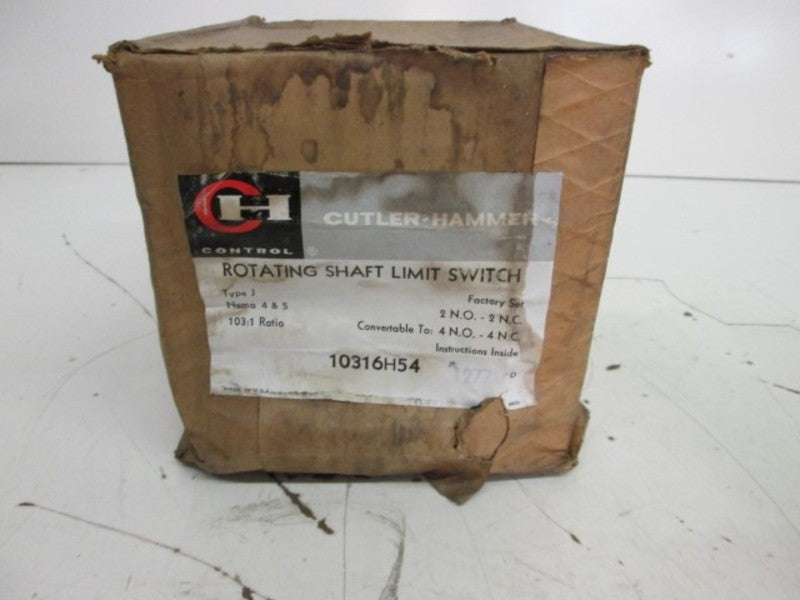 CH
CONTROL ®
CUTLER-HAMMER
ROTATING SHAFT LIMIT SWITCH
Type J
Nema 4 & 5
103:1 Ratio
Factory Set
2 N.O. - 2 N.C.
Convertable To: 4 N.O. - 4 N.C.
Instructions Inside
10316H54